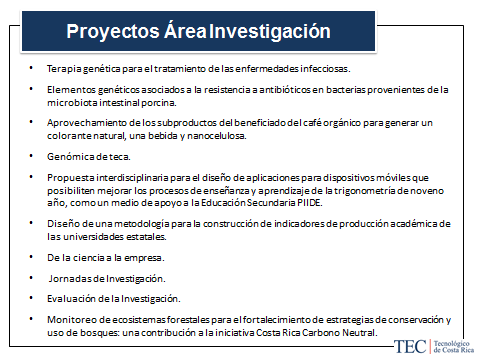 Proyectos Área Investigación
• Terapia genética para el tratamiento de las enfermedades infecciosas.
• Elementos genéticos asociados a la resistencia a antibióticos en bacterias provenientes de la
microbiota intestinal porcina.
• Aprovechamiento de los subproductos del beneficiado del café orgánico para generar un
colorante natural, una bebida y nanocelulosa.
• Genómica de teca.
• Propuesta interdisciplinaria para el diseño de aplicaciones para dispositivos móviles que
posibiliten mejorar los procesos de enseñanza y aprendizaje de la trigonometría de noveno
año, como un medio de apoyo a la Educación Secundaria PIIDE.
• Diseño de una metodología para la construcción de indicadores de producción académica de
las universidades estatales.
• De la ciencia a la empresa.
• Jornadas de Investigación.
• Evaluación de la Investigación.
• Monitoreo de ecosistemas forestales para el fortalecimiento de estrategias de conservación y
uso de bosques: una contribución a la iniciativa Costa Rica Carbono Neutral.
TEC Tecnológico
de Costa Rica